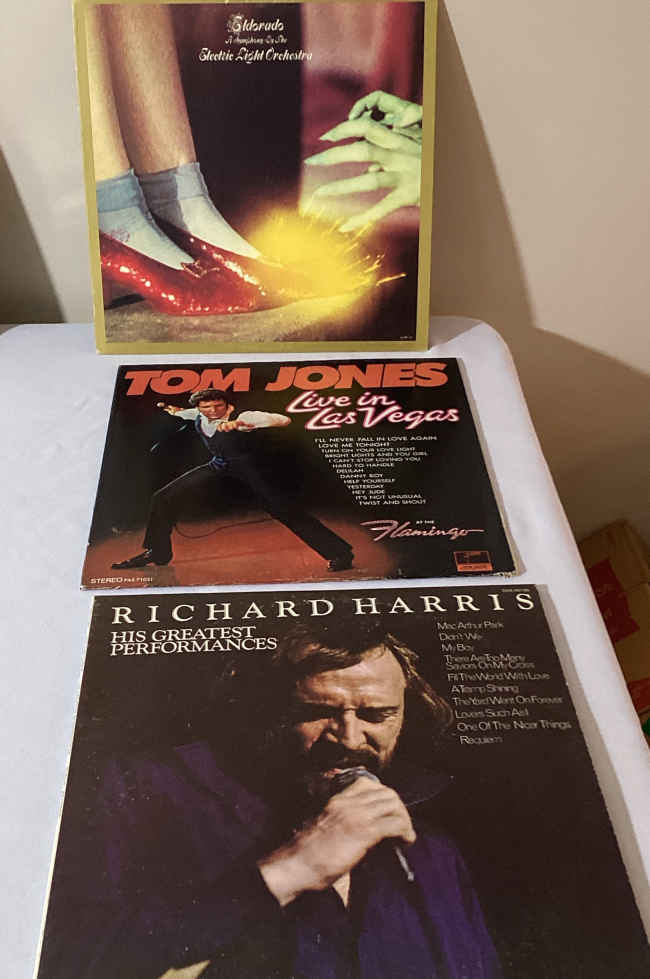 Eldorado
A Symphony By The
Electric Light Orchestra
TOM JONES
Live in
Las Vegas
I'LL NEVER FALL IN LOVE AGAIN
LOVE ME TONIGHT
TURN ON YOUR LOVE LIGHT
BRIGHT LIGHTS AND YOU GIRL
I CAN'T STOP LOVING YOU
HARD TO HANDLE
DELILAH
DANNY BOY
HELP YOURSELF
YESTERDAY
HEY JUDE
IT'S NOT UNUSUAL
TWIST AND SHOUT
AT THE
Flamingo
STEREO PAS 71031
RICHARD HARRIS
HIS GREATEST
PERFORMANCES
MacArthur Park
Didn't We
My Boy
There Are Too Many
Saviors On My Cross
Fill The World With Love
A Tramp Shining
The Yard Went On Forever
Lovers Such As I
One Of The Nicer Things
Requiem